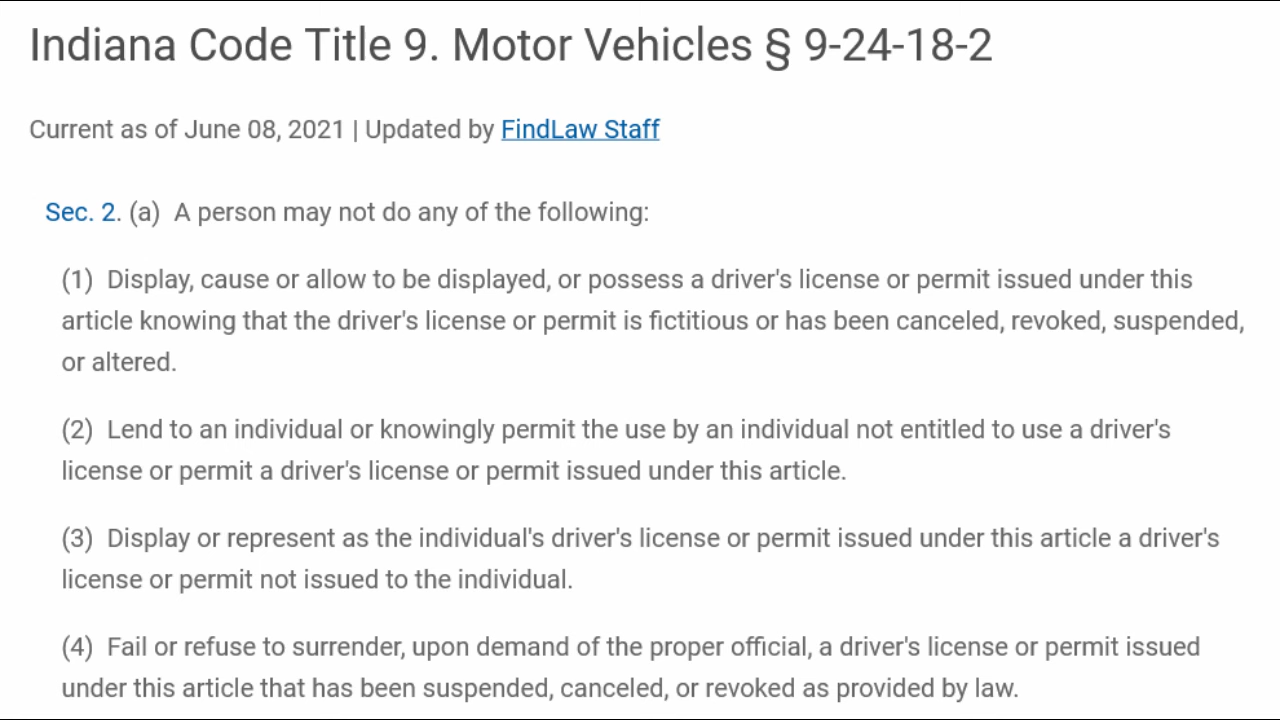 Indiana Code Title 9. Motor Vehicles § 9-24-18-2
Current as of June 08, 2021 | Updated by FindLaw Staff
Sec. 2. (a)  A person may not do any of the following:
(1)  Display, cause or allow to be displayed, or possess a driver's license or permit issued under this
article knowing that the driver's license or permit is fictitious or has been canceled, revoked, suspended,
or altered.
(2)  Lend to an individual or knowingly permit the use by an individual not entitled to use a driver's
license or permit a driver's license or permit issued under this article.
(3)  Display or represent as the individual's driver's license or permit issued under this article a driver's
license or permit not issued to the individual.
(4)  Fail or refuse to surrender, upon demand of the proper official, a driver's license or permit issued
under this article that has been suspended, canceled, or revoked as provided by law.